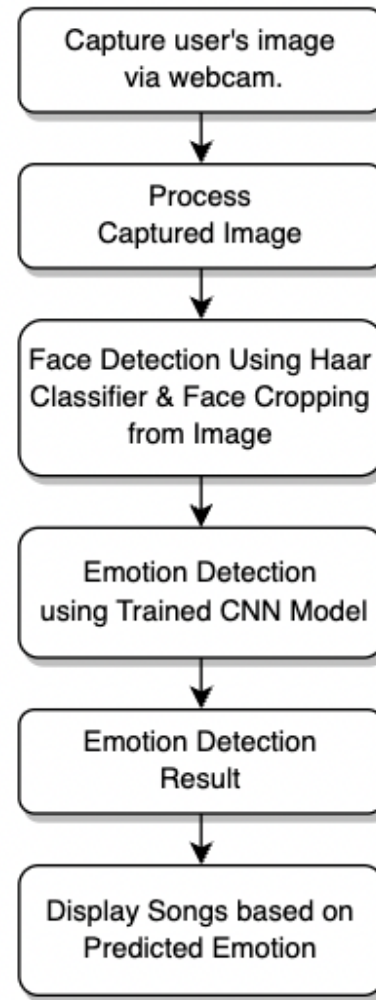 Capture user's image
via webcam.
Process
Captured Image
Face Detection Using Haar
Classifier & Face Cropping
from Image
Emotion Detection
using Trained CNN Model
Emotion Detection
Result
Display Songs based on
Predicted Emotion